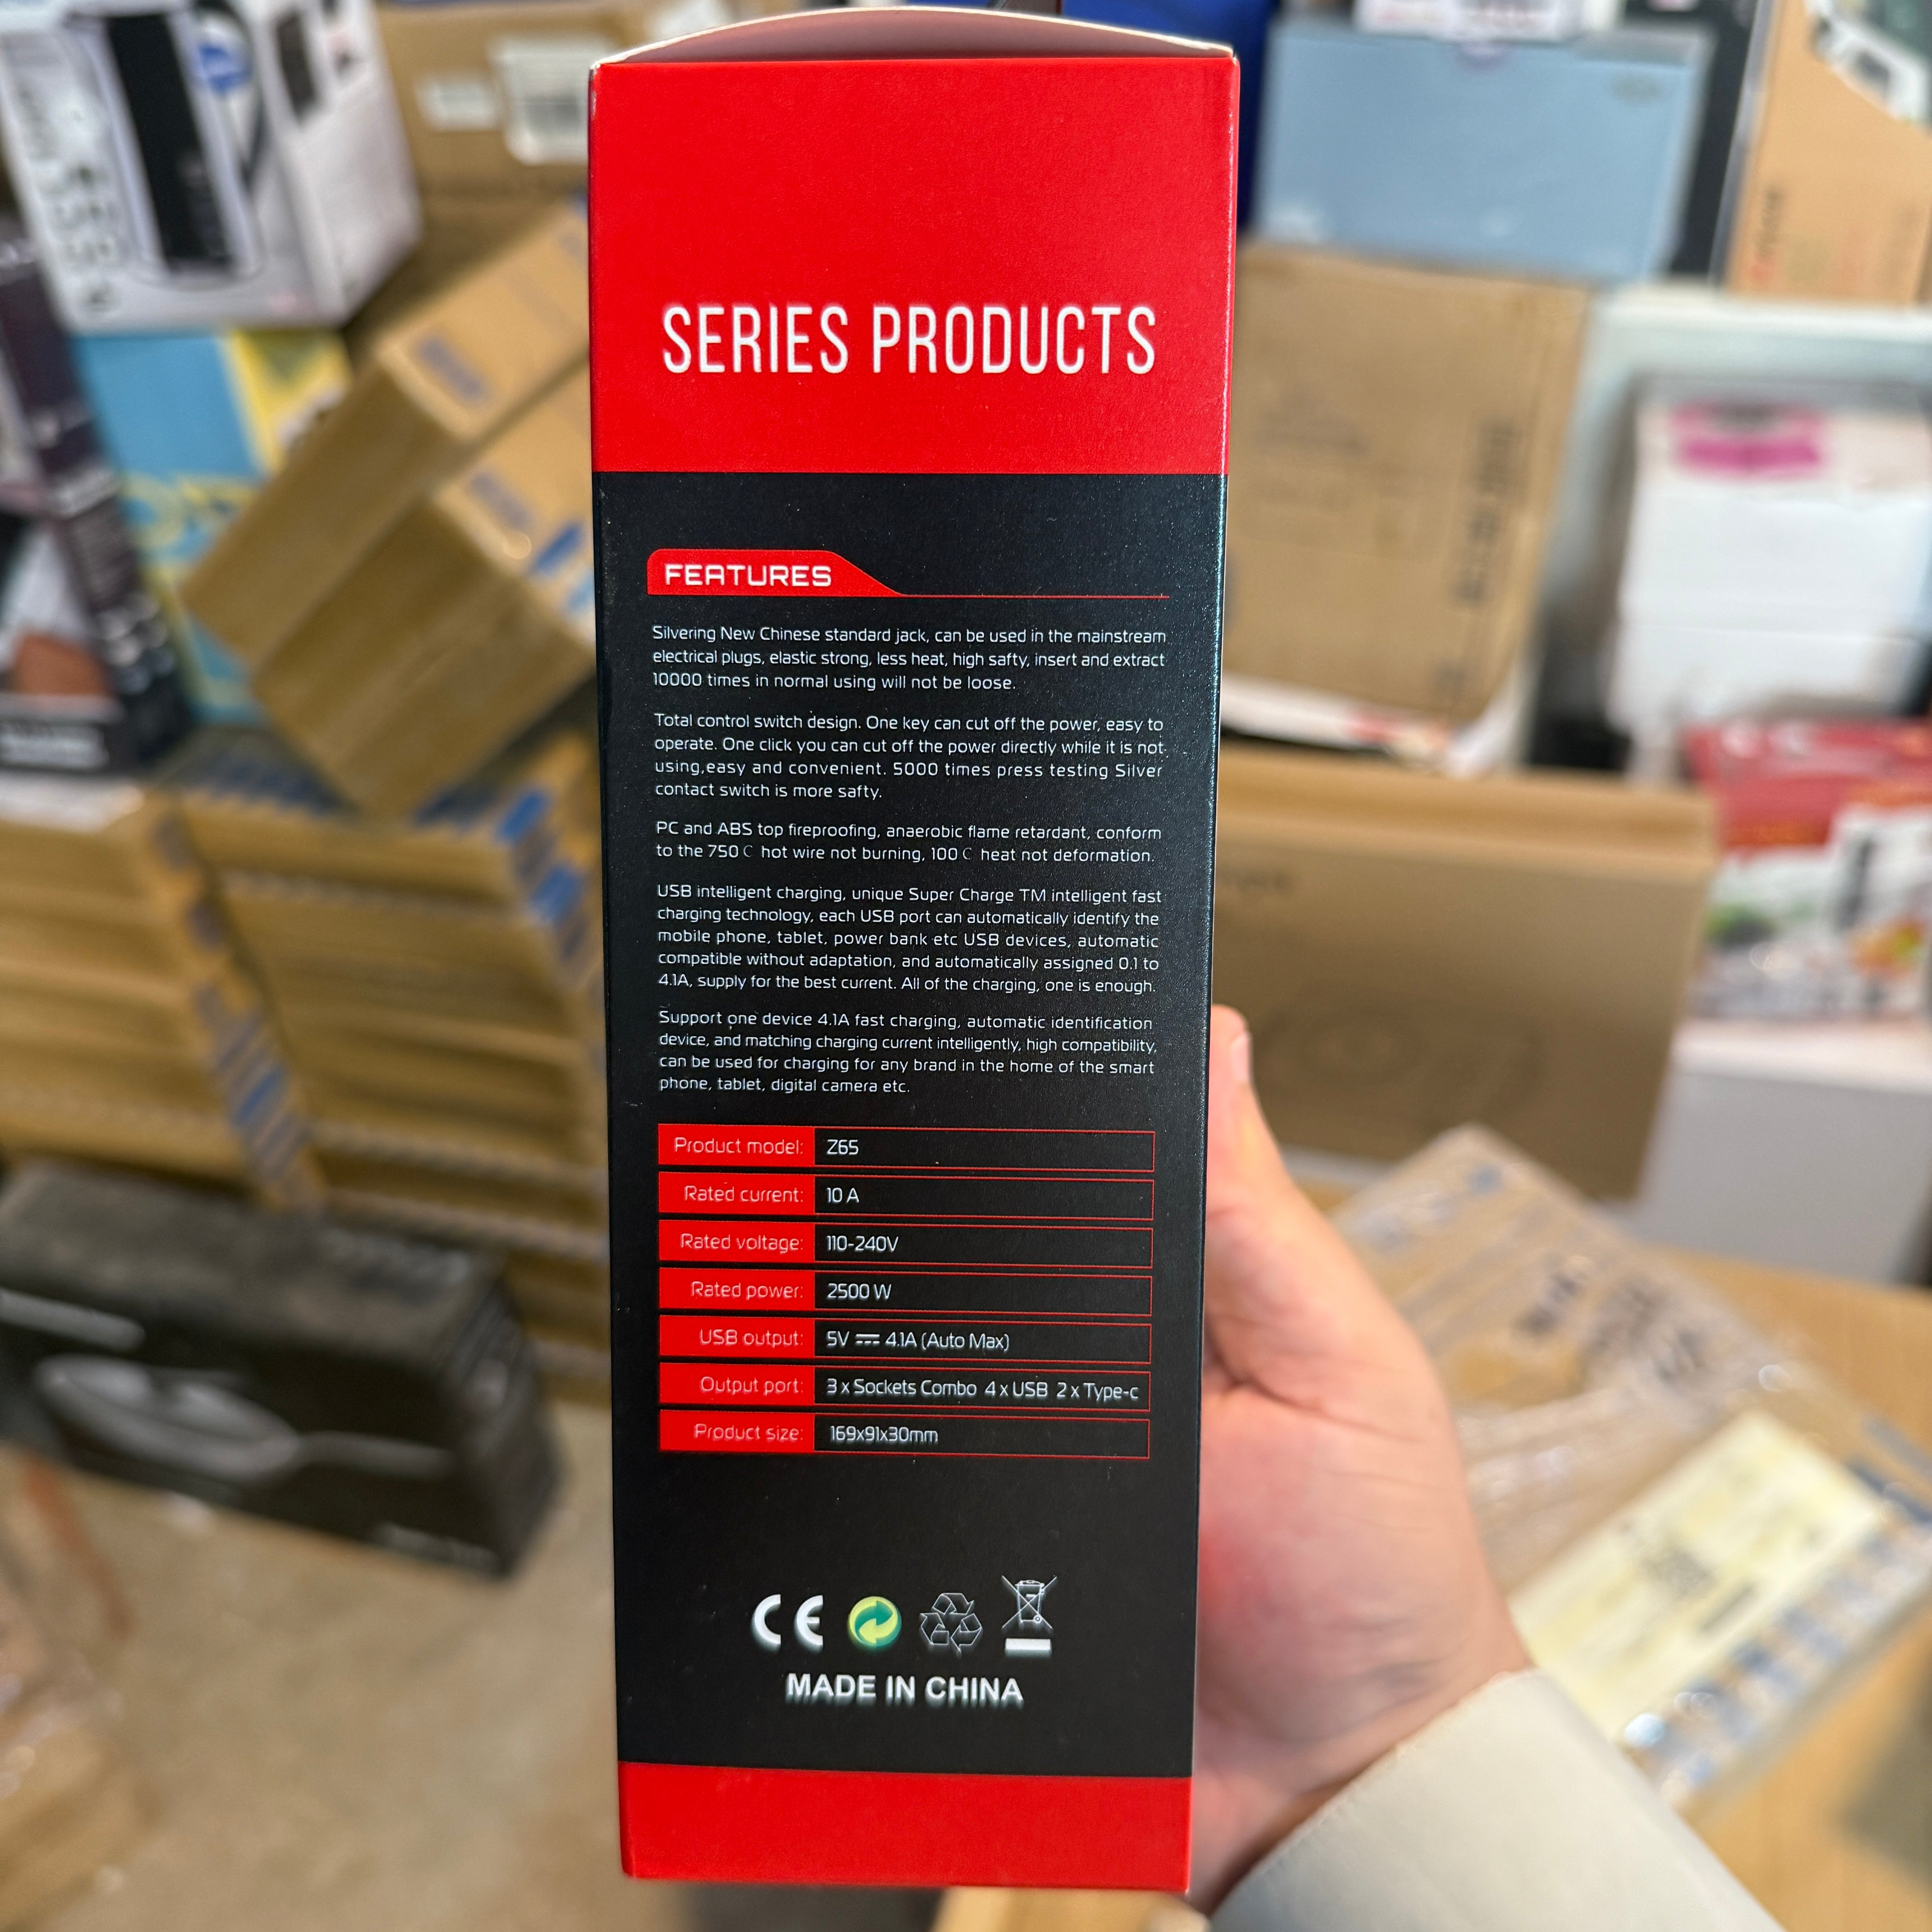 SERIES PRODUCTS
FEATURES
Silvering New Chinese standard jack, can be used in the mainstream
electrical plugs, elastic strong, less heat, high safty, insert and extract
10000 times in normal using will not be loose.
Total control switch design. One key can cut off the power, easy to
operate. One click you can cut off the power directly while it is not
using,easy and convenient. 5000 times press testing Silver
contact switch is more safty.
PC and ABS top fireproofing, anaerobic flame retardant, conform
to the 750 C hot wire not burning, 100 C heat not deformation.
USB intelligent charging, unique Super Charge TM intelligent fast
charging technology, each USB port can automatically identify the
mobile phone, tablet, power bank etc USB devices, automatic
compatible without adaptation, and automatically assigned 0.1 to
4.1A, supply for the best current. All of the charging, one is enough.
Support one device 4.1A fast charging, automatic identification
device, and matching charging current intelligently, high compatibility,
can be used for charging for any brand in the home of the smart
phone, tablet, digital camera etc.
Product model: Z65
Rated current: 10 A
Rated voltage: 110-240V
Rated power: 2500 W
USB output: 5V ⎓ 4.1A (Auto Max)
Output port: 3 x Sockets Combo 4 x USB 2 x Type-c
Product size: 169x91x30mm
CE
MADE IN CHINA